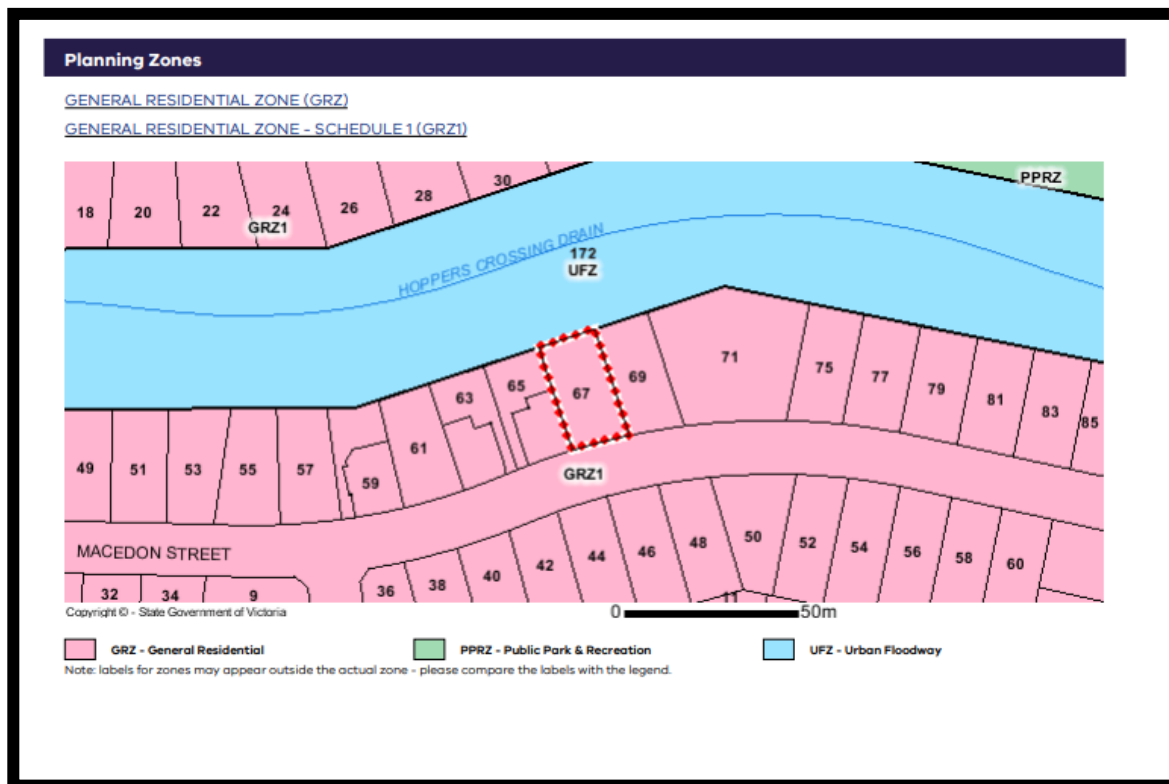 Planning Zones
GENERAL RESIDENTIAL ZONE (GRZ)
GENERAL RESIDENTIAL ZONE - SCHEDULE 1 (GRZ1)
PPRZ
18 20 22 24 26 28 30
GRZ1
HOPPERS CROSSING DRAIN
172
UFZ
49 51 53 55 57 59 61 63 65 67 69 71 75 77 79 81 83 85
GRZ1
MACEDON STREET
32 34 9 36 38 40 42 44 46 48 50 52 54 56 58 60
11
Copyright © - State Government of Victoria
0 50m
GRZ - General Residential PPRZ - Public Park & Recreation UFZ - Urban Floodway
Note: labels for zones may appear outside the actual zone - please compare the labels with the legend.